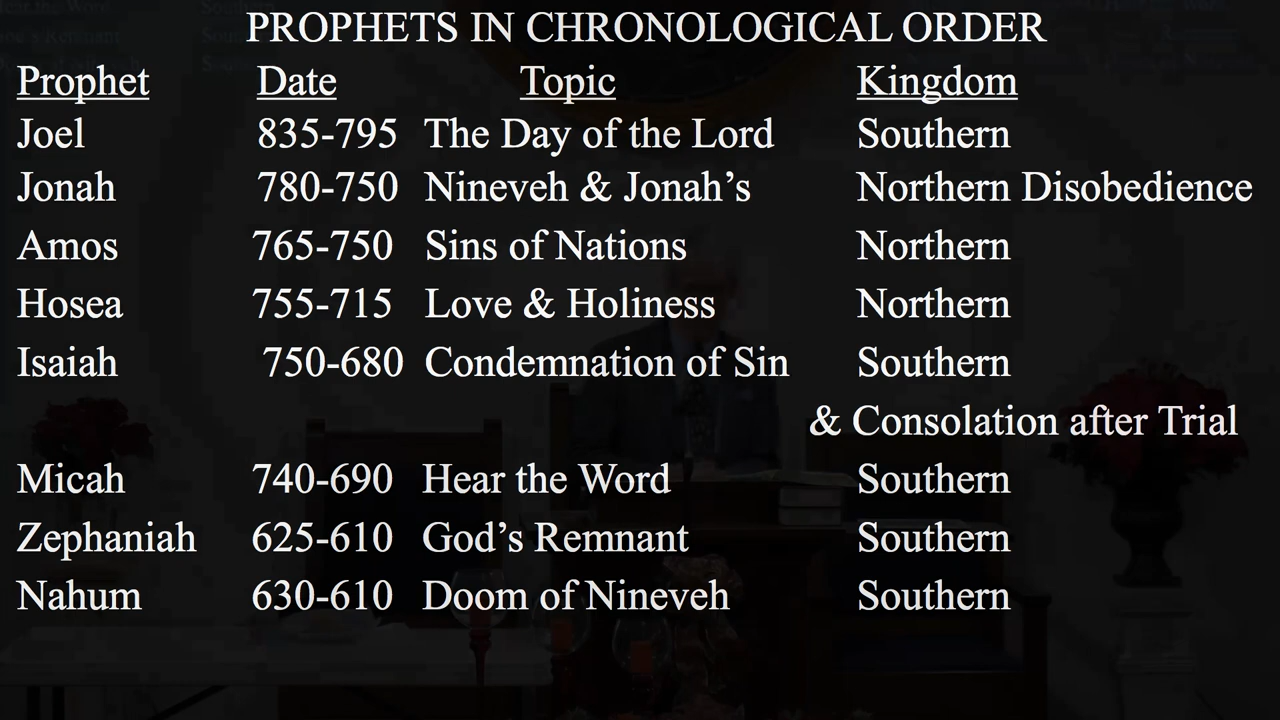 PROPHETS IN CHRONOLOGICAL ORDER
Prophet Date Topic Kingdom
Joel 835-795 The Day of the Lord Southern
Jonah 780-750 Nineveh & Jonah’s Northern Disobedience
Amos 765-750 Sins of Nations Northern
Hosea 755-715 Love & Holiness Northern
Isaiah 750-680 Condemnation of Sin Southern
& Consolation after Trial
Micah 740-690 Hear the Word Southern
Zephaniah 625-610 God’s Remnant Southern
Nahum 630-610 Doom of Nineveh Southern